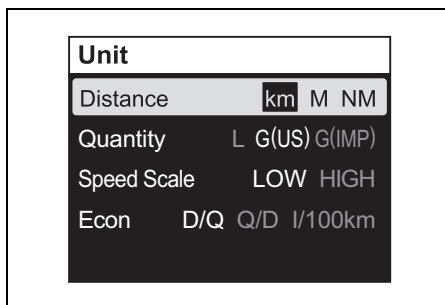 Unit
Distance km M NM
Quantity L G(US) G(IMP)
Speed Scale LOW HIGH
Econ D/Q Q/D l/100km